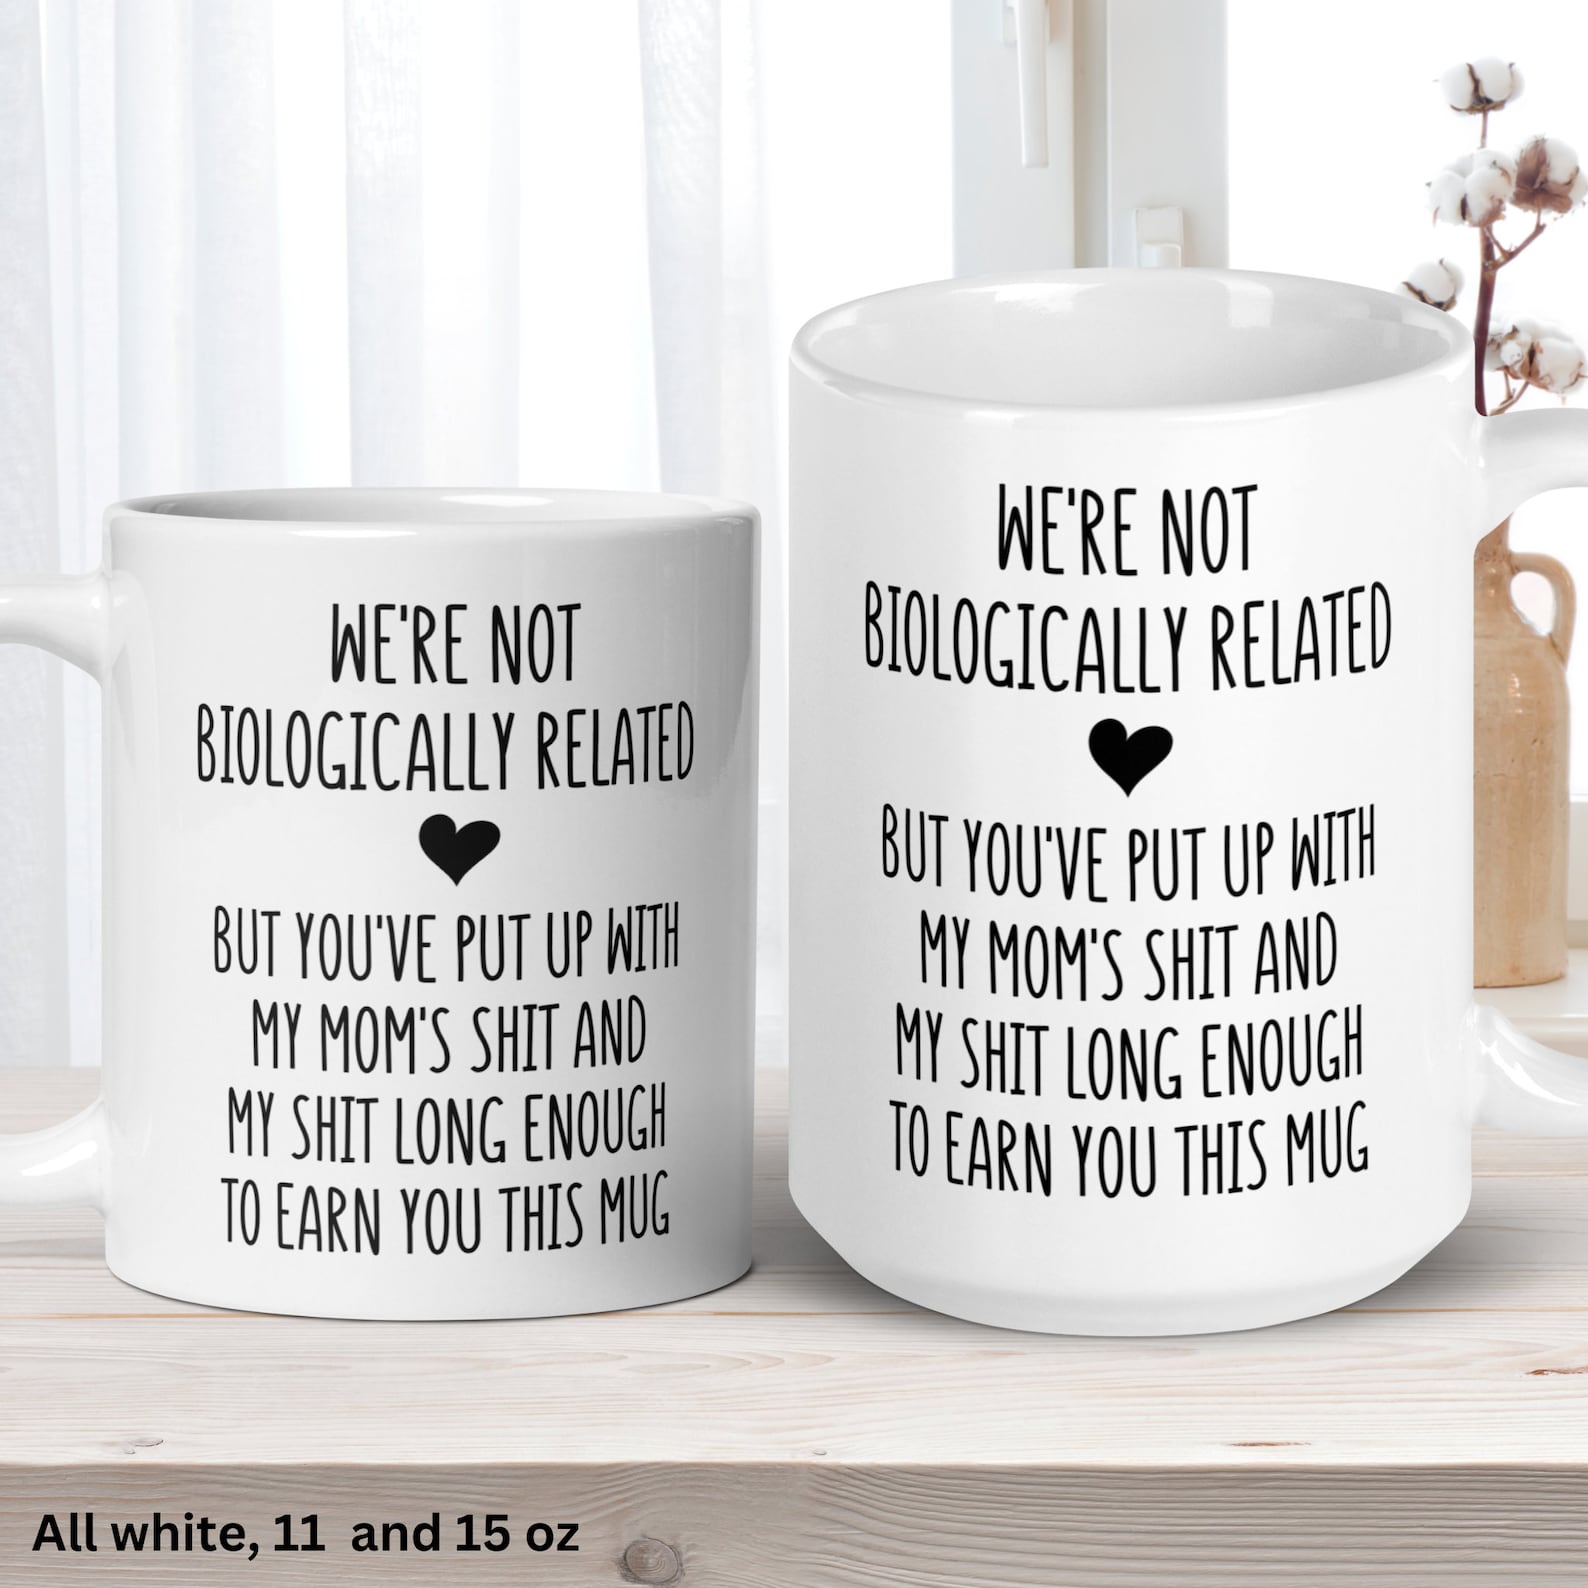 WE'RE NOT
BIOLOGICALLY RELATED
BUT YOU'VE PUT UP WITH
MY MOM'S SHIT AND
MY SHIT LONG ENOUGH
TO EARN YOU THIS MUG
WE'RE NOT
BIOLOGICALLY RELATED
BUT YOU'VE PUT UP WITH
MY MOM'S SHIT AND
MY SHIT LONG ENOUGH
TO EARN YOU THIS MUG
All white, 11 and 15 oz